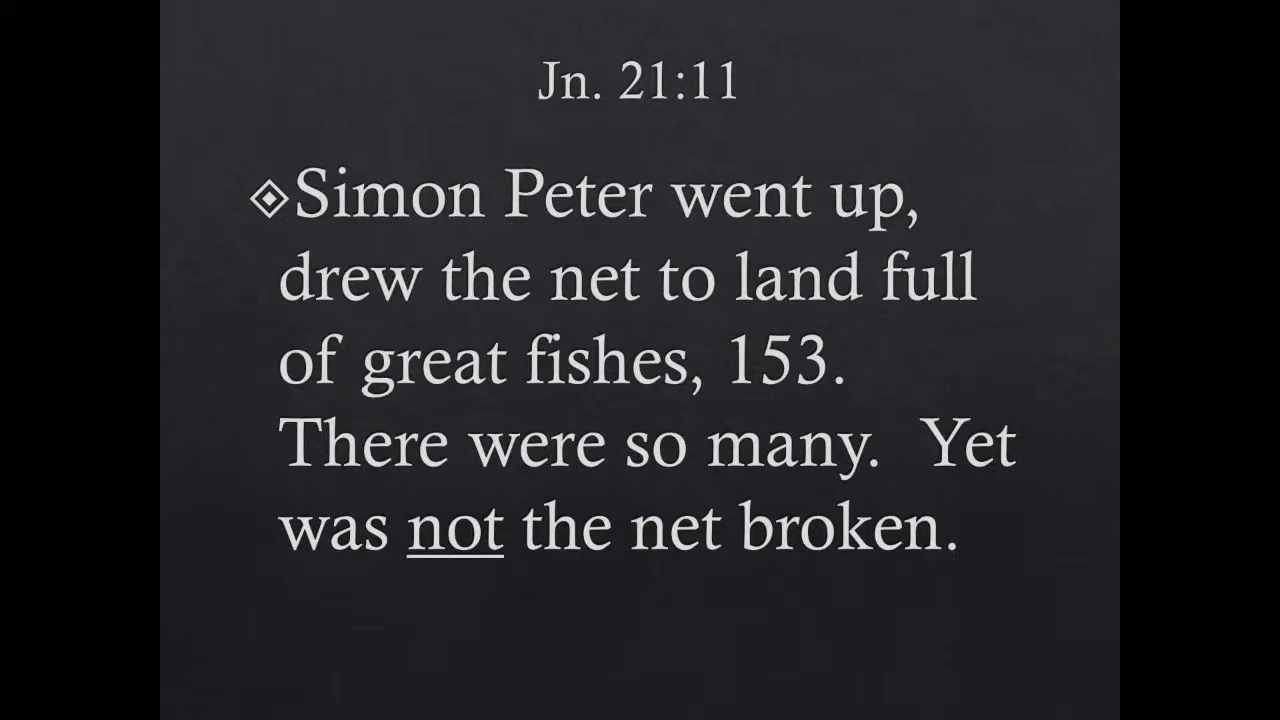 Jn. 21:11
Simon Peter went up,
drew the net to land full
of great fishes, 153.
There were so many.  Yet
was not the net broken.